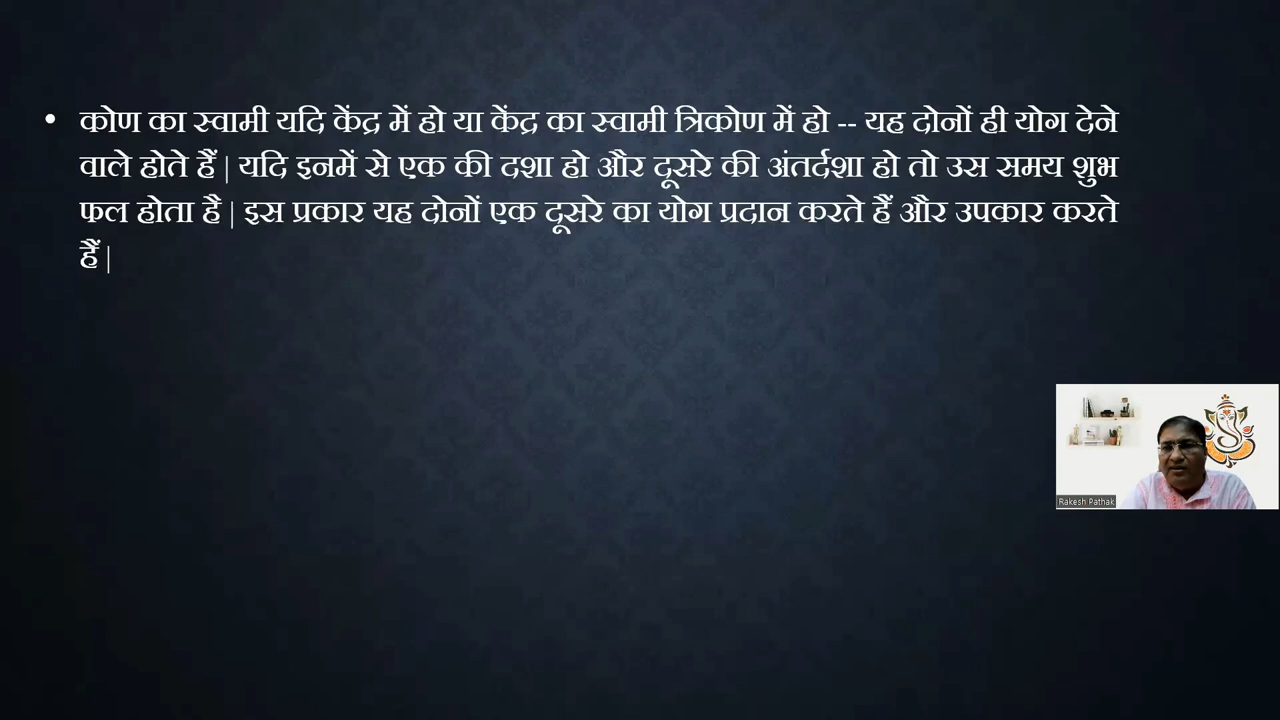 • कोण का स्वामी यदि केंद्र में हो या केंद्र का स्वामी त्रिकोण में हो -- यह दोनों ही योग देने
वाले होते हैं | यदि इनमें से एक की दशा हो और दूसरे की अंतर्दशा हो तो उस समय शुभ
फल होता है | इस प्रकार यह दोनों एक दूसरे का योग प्रदान करते हैं और उपकार करते
हैं |
Rakesh Pathak